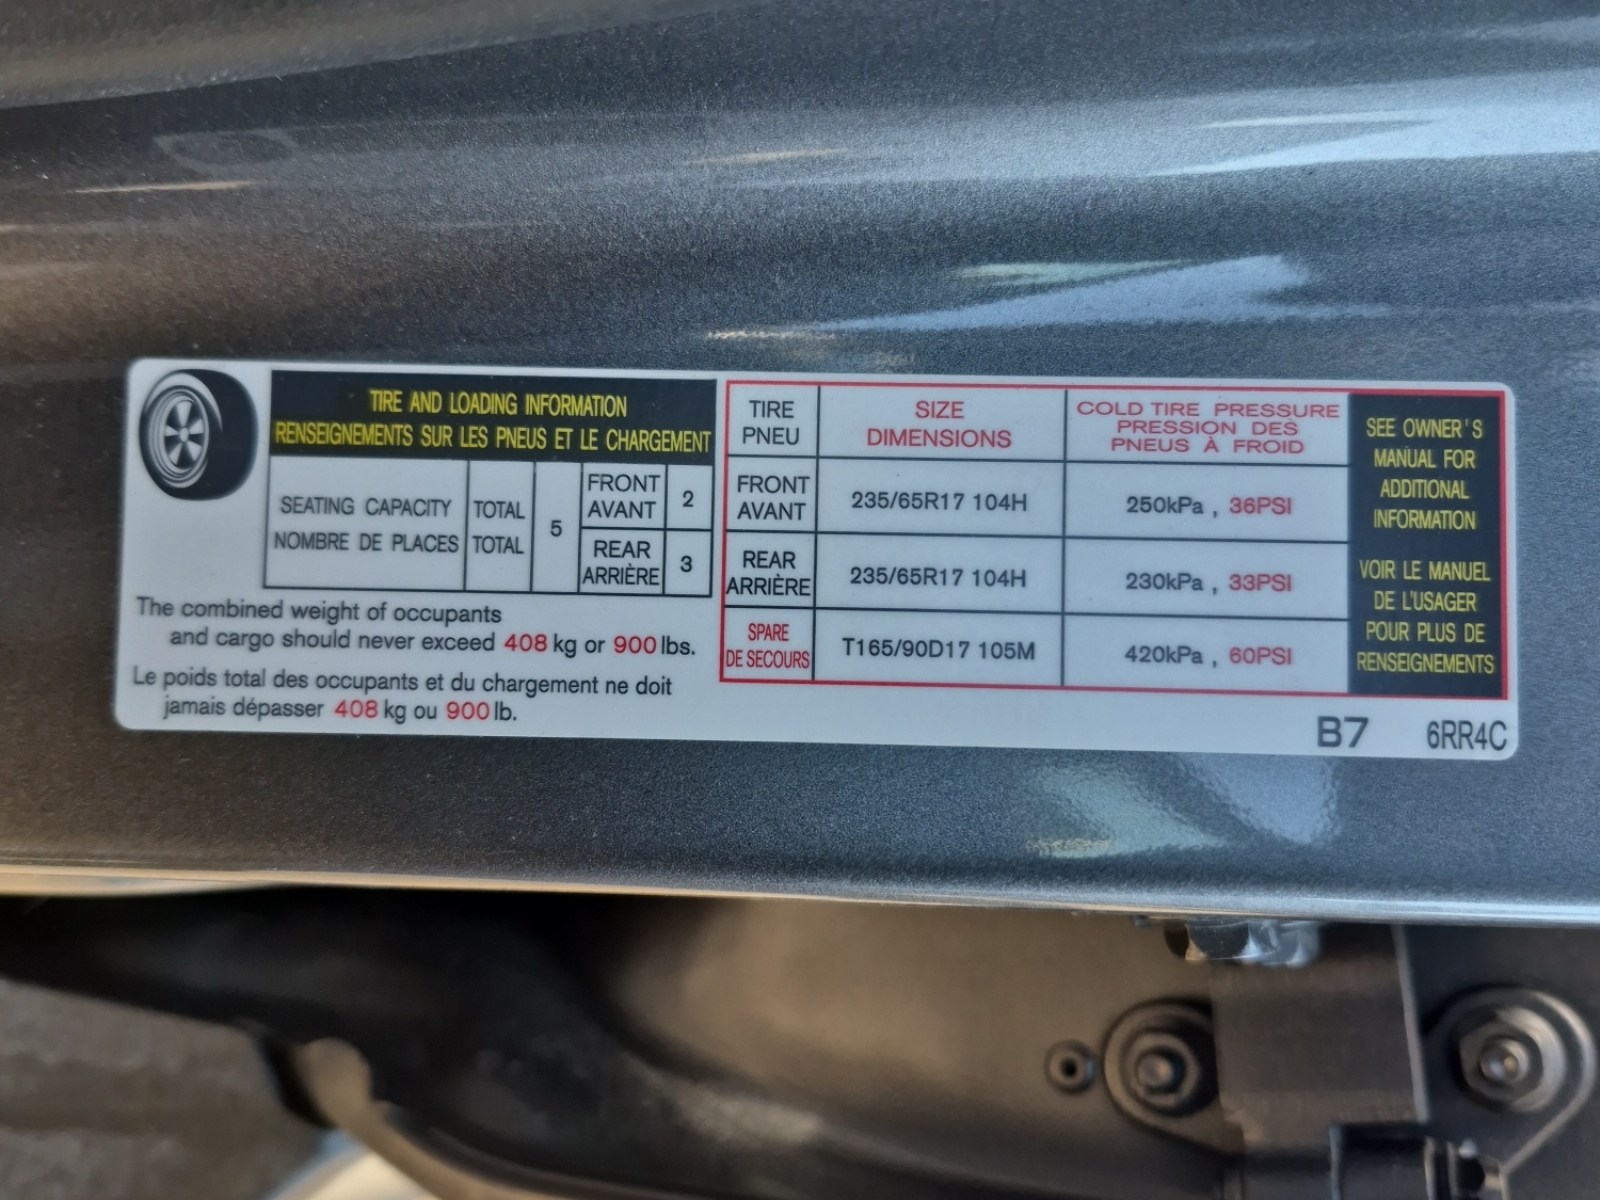 TIRE AND LOADING INFORMATION
RENSEIGNEMENTS SUR LES PNEUS ET LE CHARGEMENT
SEATING CAPACITY
NOMBRE DE PLACES
TOTAL
TOTAL
5
FRONT
AVANT
2
REAR
ARRIÈRE
3
The combined weight of occupants
and cargo should never exceed 408 kg or 900 lbs.
Le poids total des occupants et du chargement ne doit
jamais dépasser 408 kg ou 900 lb.
TIRE
PNEU
SIZE
DIMENSIONS
COLD TIRE PRESSURE
PRESSION DES
PNEUS À FROID
FRONT
AVANT
235/65R17 104H
250kPa , 36PSI
REAR
ARRIÈRE
235/65R17 104H
230kPa , 33PSI
SPARE
DE SECOURS
T165/90D17 105M
420kPa , 60PSI
SEE OWNER'S
MANUAL FOR
ADDITIONAL
INFORMATION
VOIR LE MANUEL
DE L'USAGER
POUR PLUS DE
RENSEIGNEMENTS
B7 6RR4C